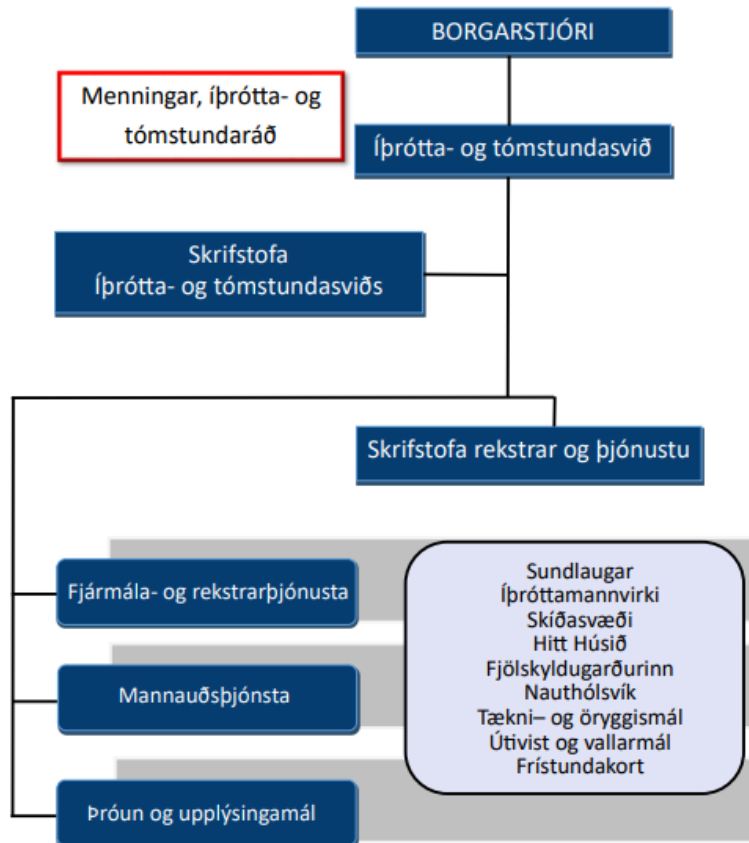 BORGARSTJÓRI
Menningar, íþrótta- og
tómstundaráð
Íþrótta- og tómstundasvið
Skrifstofa
Íþrótta- og tómstundasviðs
Skrifstofa rekstrar og þjónustu
Fjármála- og rekstrarþjónusta
Mannauðsþjónsta
Þróun og upplýsingamál
Sundlaugar
Íþróttamannvirki
Skíðasvæði
Hitt Húsið
Fjölskyldugarðurinn
Nauthólsvík
Tækni– og öryggismál
Útivist og vallarmál
Frístundakort